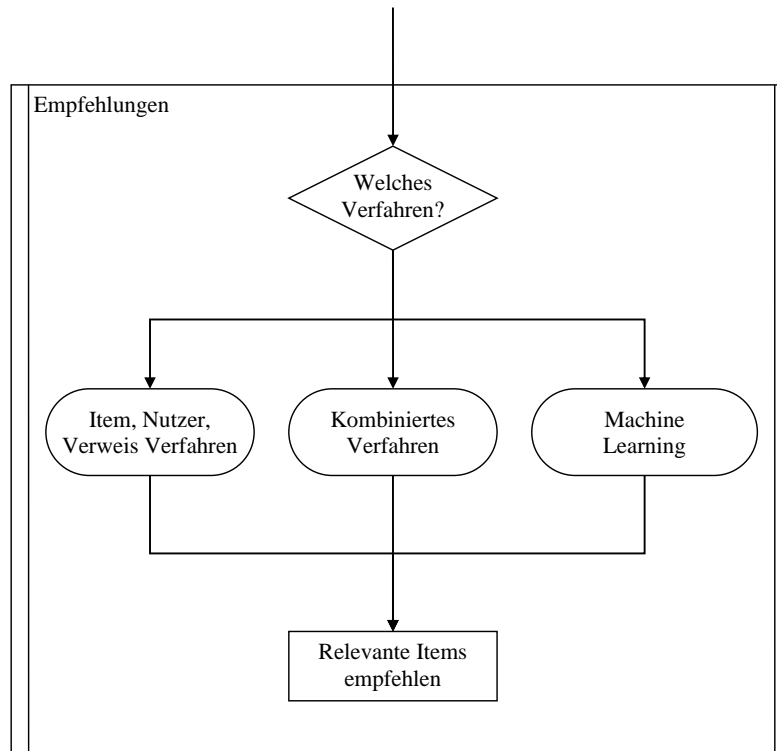 Empfehlungen
Welches
Verfahren?
Item, Nutzer,
Verweis Verfahren
Kombiniertes
Verfahren
Machine
Learning
Relevante Items
empfehlen